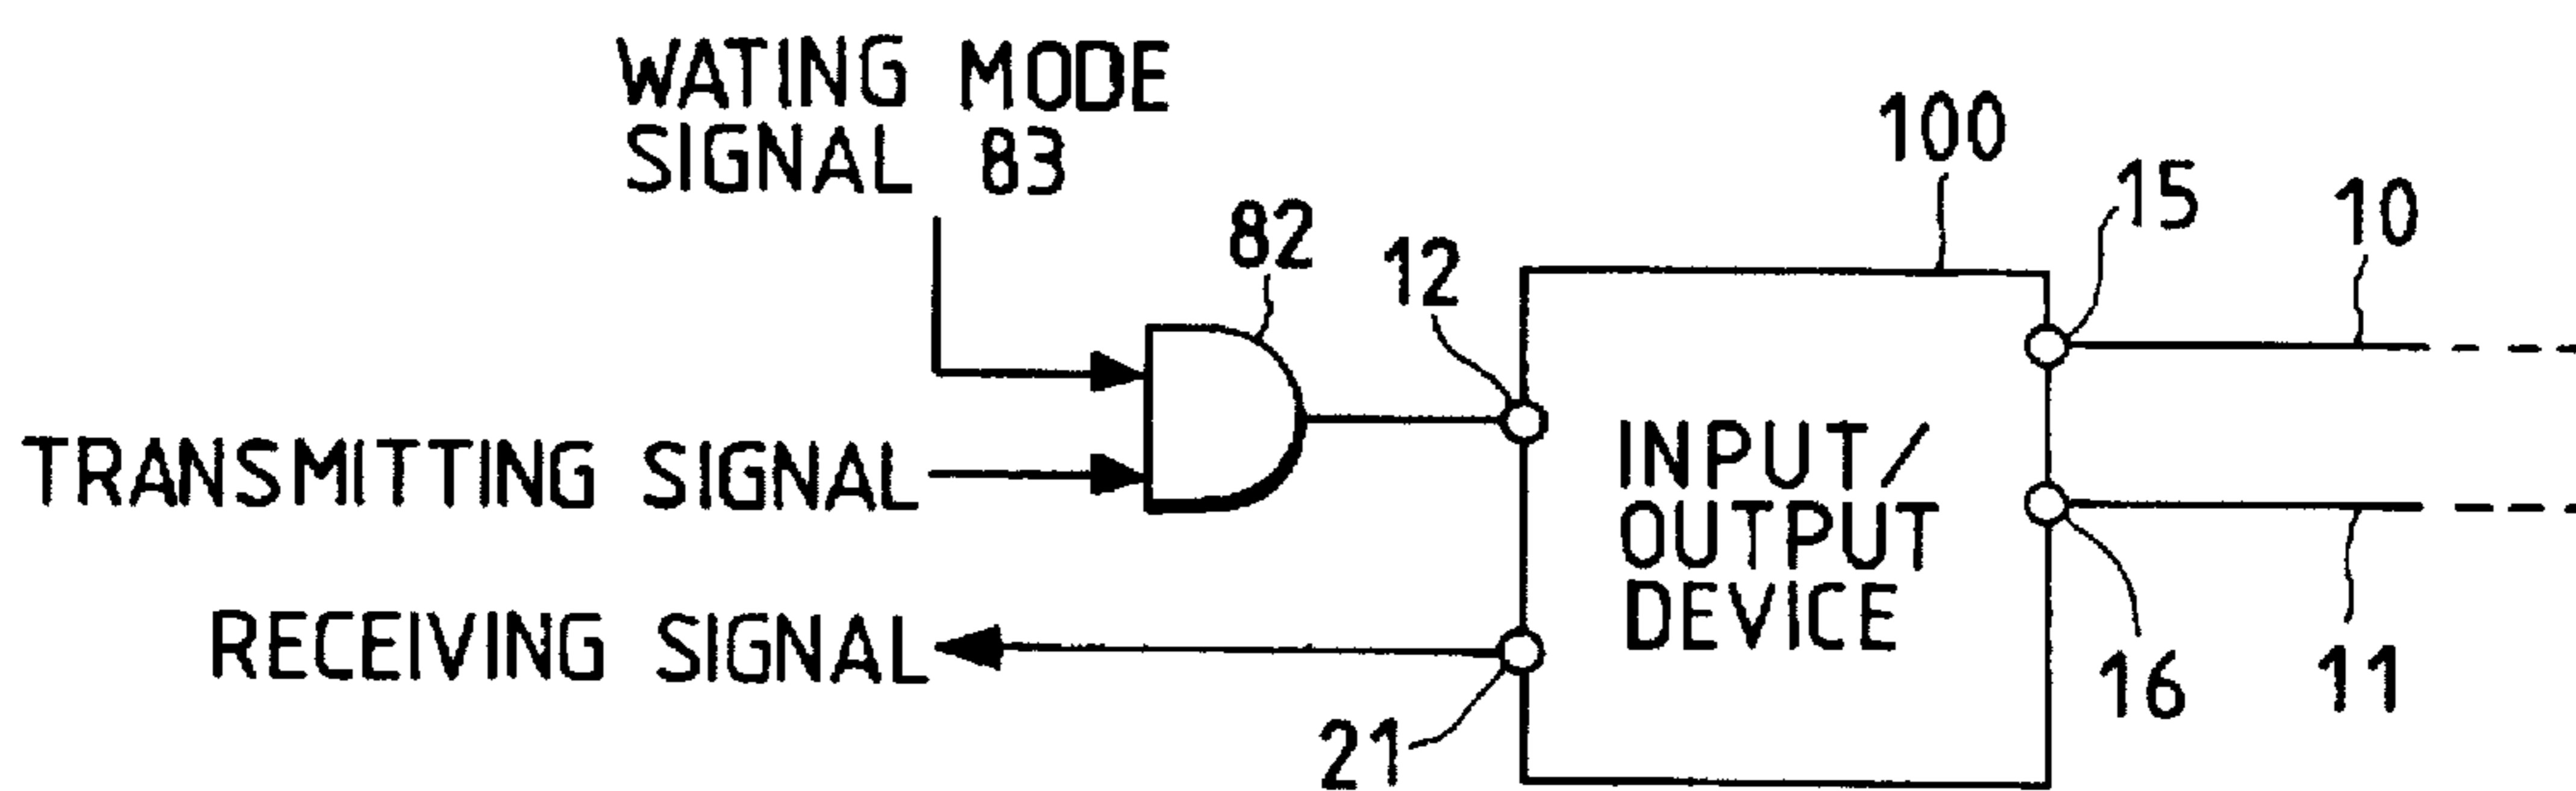 WATING MODE
SIGNAL 83
100
15
10
82
12
TRANSMITTING SIGNAL
INPUT/
OUTPUT
DEVICE
RECEIVING SIGNAL
16
11
21